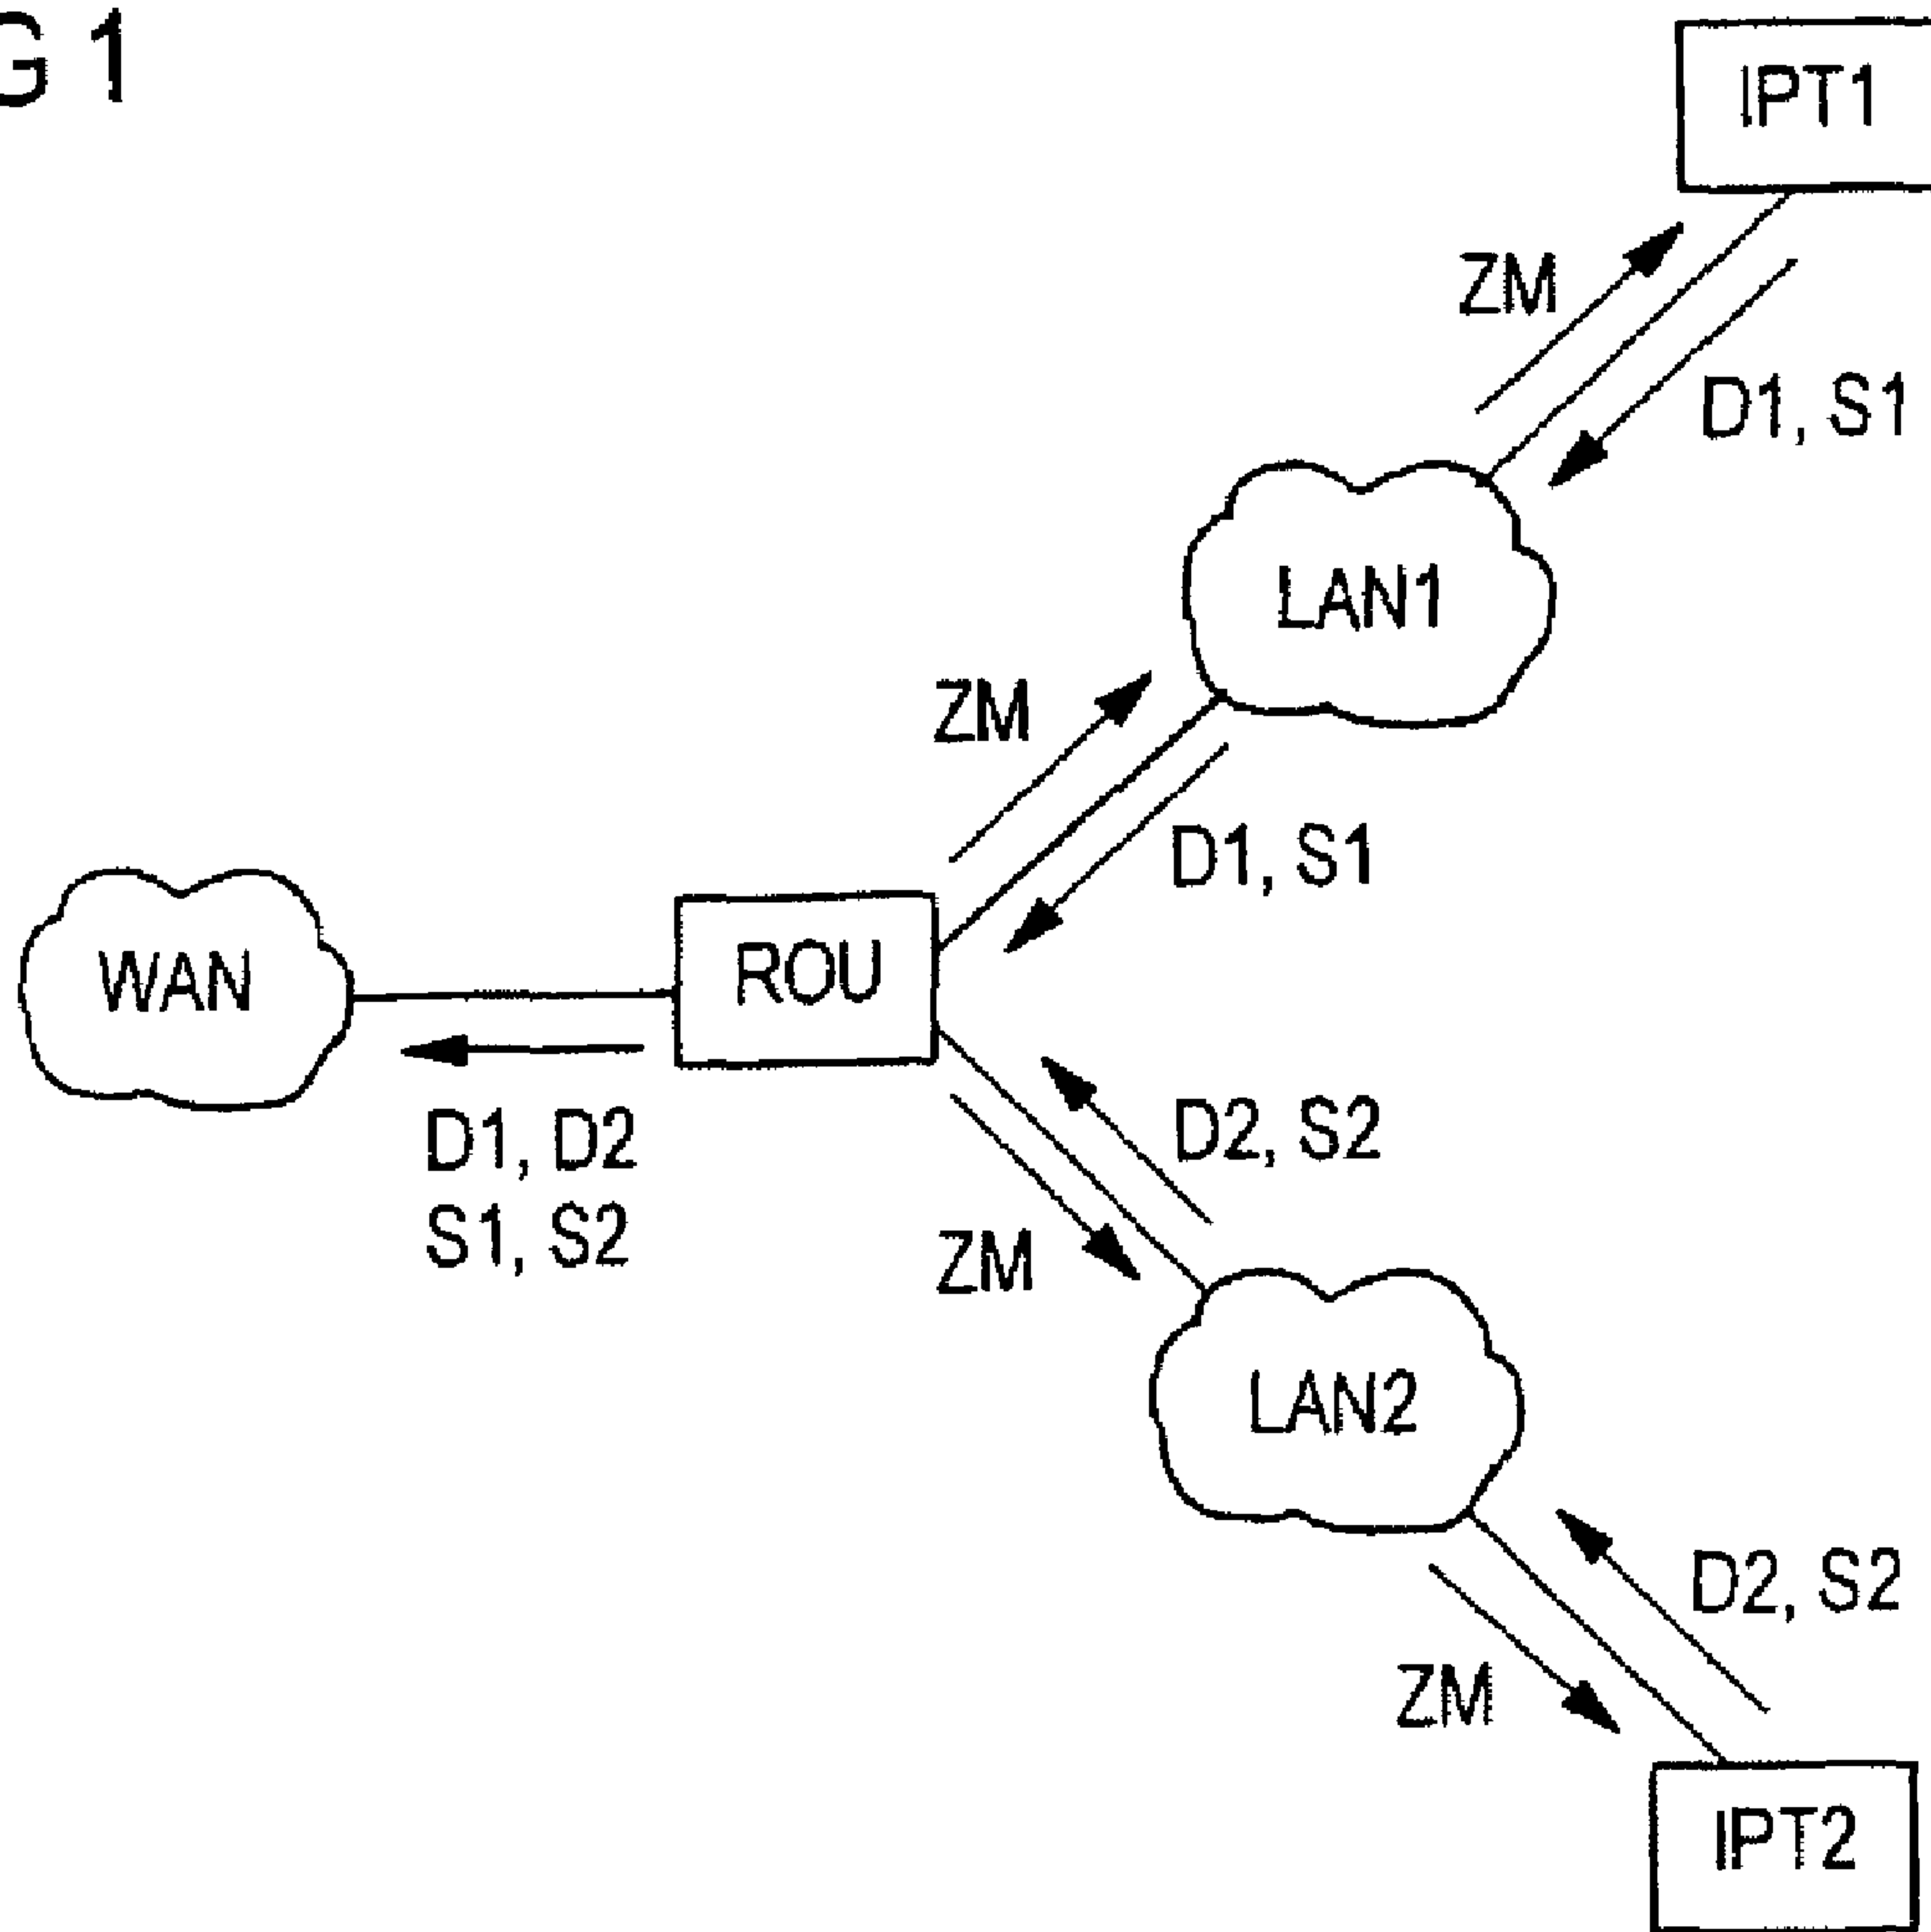 G 1
IPT1
ZM
D1, S1
LAN1
ZM
D1, S1
WAN
ROU
D1, D2
S1, S2
D2, S2
ZM
LAN2
D2, S2
ZM
IPT2